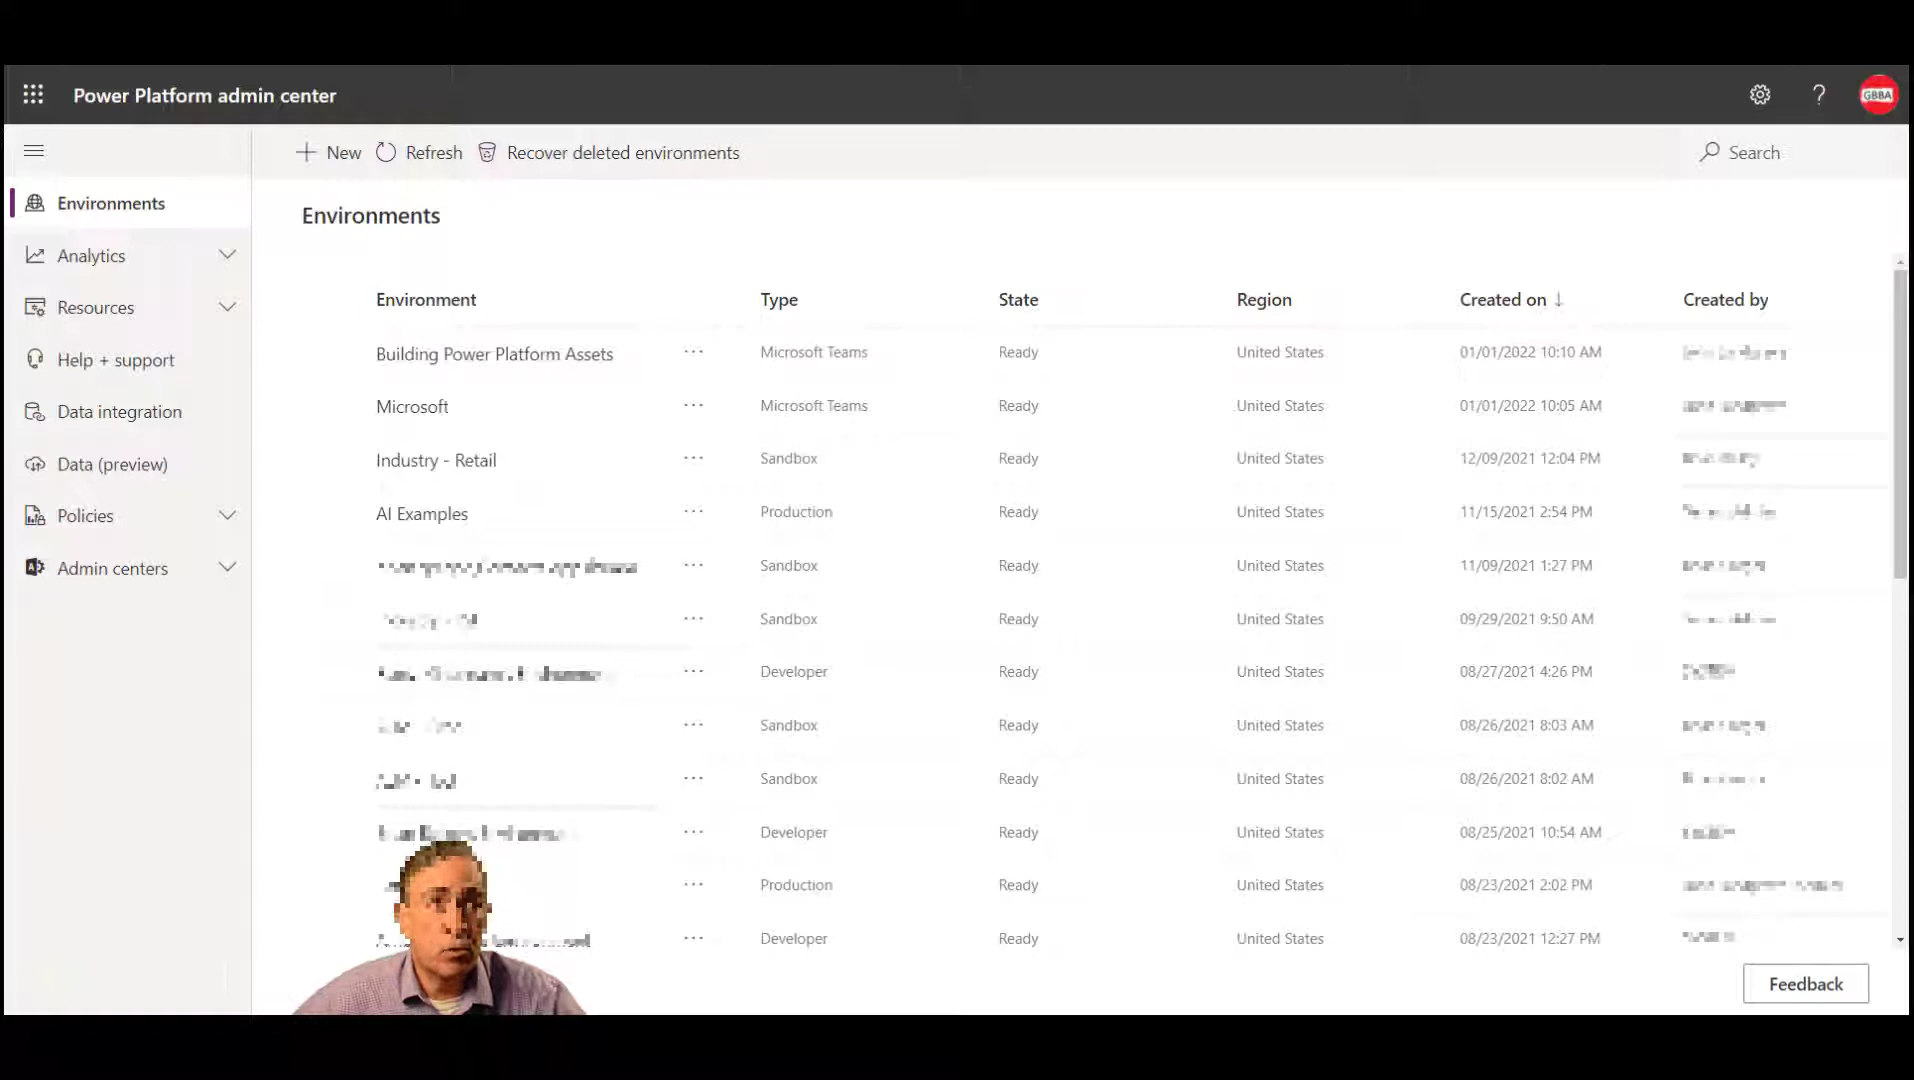 Power Platform admin center
GBBA
New Refresh Recover deleted environments Search
Environments
Analytics
Resources
Help + support
Data integration
Data (preview)
Policies
Admin centers
Environments
Environment Type State Region Created on ↓ Created by
Building Power Platform Assets ... Microsoft Teams Ready United States 01/01/2022 10:10 AM
Microsoft ... Microsoft Teams Ready United States 01/01/2022 10:05 AM
Industry - Retail ... Sandbox Ready United States 12/09/2021 12:04 PM
AI Examples ... Production Ready United States 11/15/2021 2:54 PM
... Sandbox Ready United States 11/09/2021 1:27 PM
... Sandbox Ready United States 09/29/2021 9:50 AM
... Developer Ready United States 08/27/2021 4:26 PM
... Sandbox Ready United States 08/26/2021 8:03 AM
... Sandbox Ready United States 08/26/2021 8:02 AM
... Developer Ready United States 08/25/2021 10:54 AM
... Production Ready United States 08/23/2021 2:02 PM
... Developer Ready United States 08/23/2021 12:27 PM
Feedback